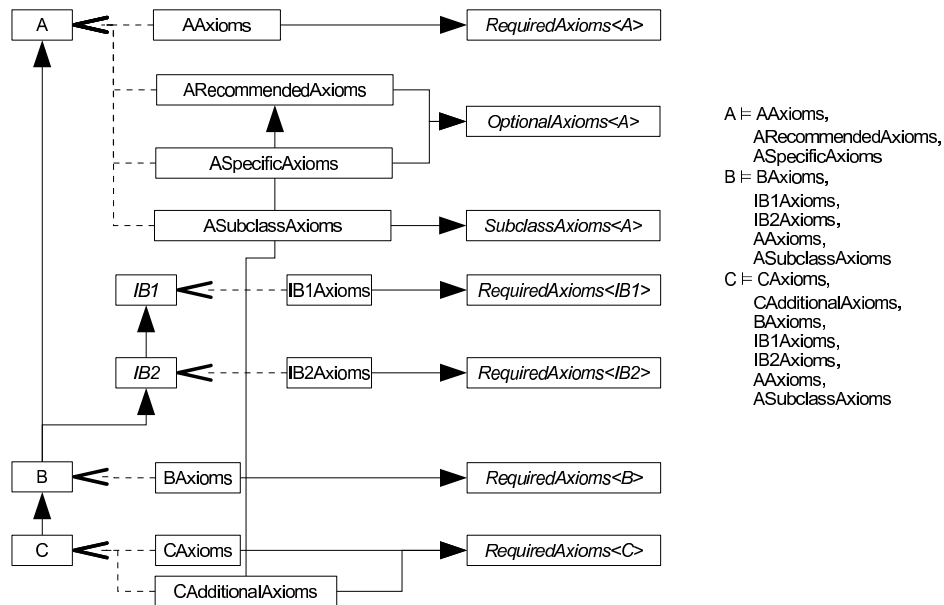 A
AAxioms
RequiredAxioms<A>
ARecommendedAxioms
OptionalAxioms<A>
ASpecificAxioms
ASubclassAxioms
SubclassAxioms<A>
IB1
IB1Axioms
RequiredAxioms<IB1>
IB2
IB2Axioms
RequiredAxioms<IB2>
B
BAxioms
RequiredAxioms<B>
C
CAxioms
RequiredAxioms<C>
CAdditionalAxioms
A ⊨ AAxioms,
ARecommendedAxioms,
ASpecificAxioms
B ⊨ BAxioms,
IB1Axioms,
IB2Axioms,
AAxioms,
ASubclassAxioms
C ⊨ CAxioms,
CAdditionalAxioms,
BAxioms,
IB1Axioms,
IB2Axioms,
AAxioms,
ASubclassAxioms